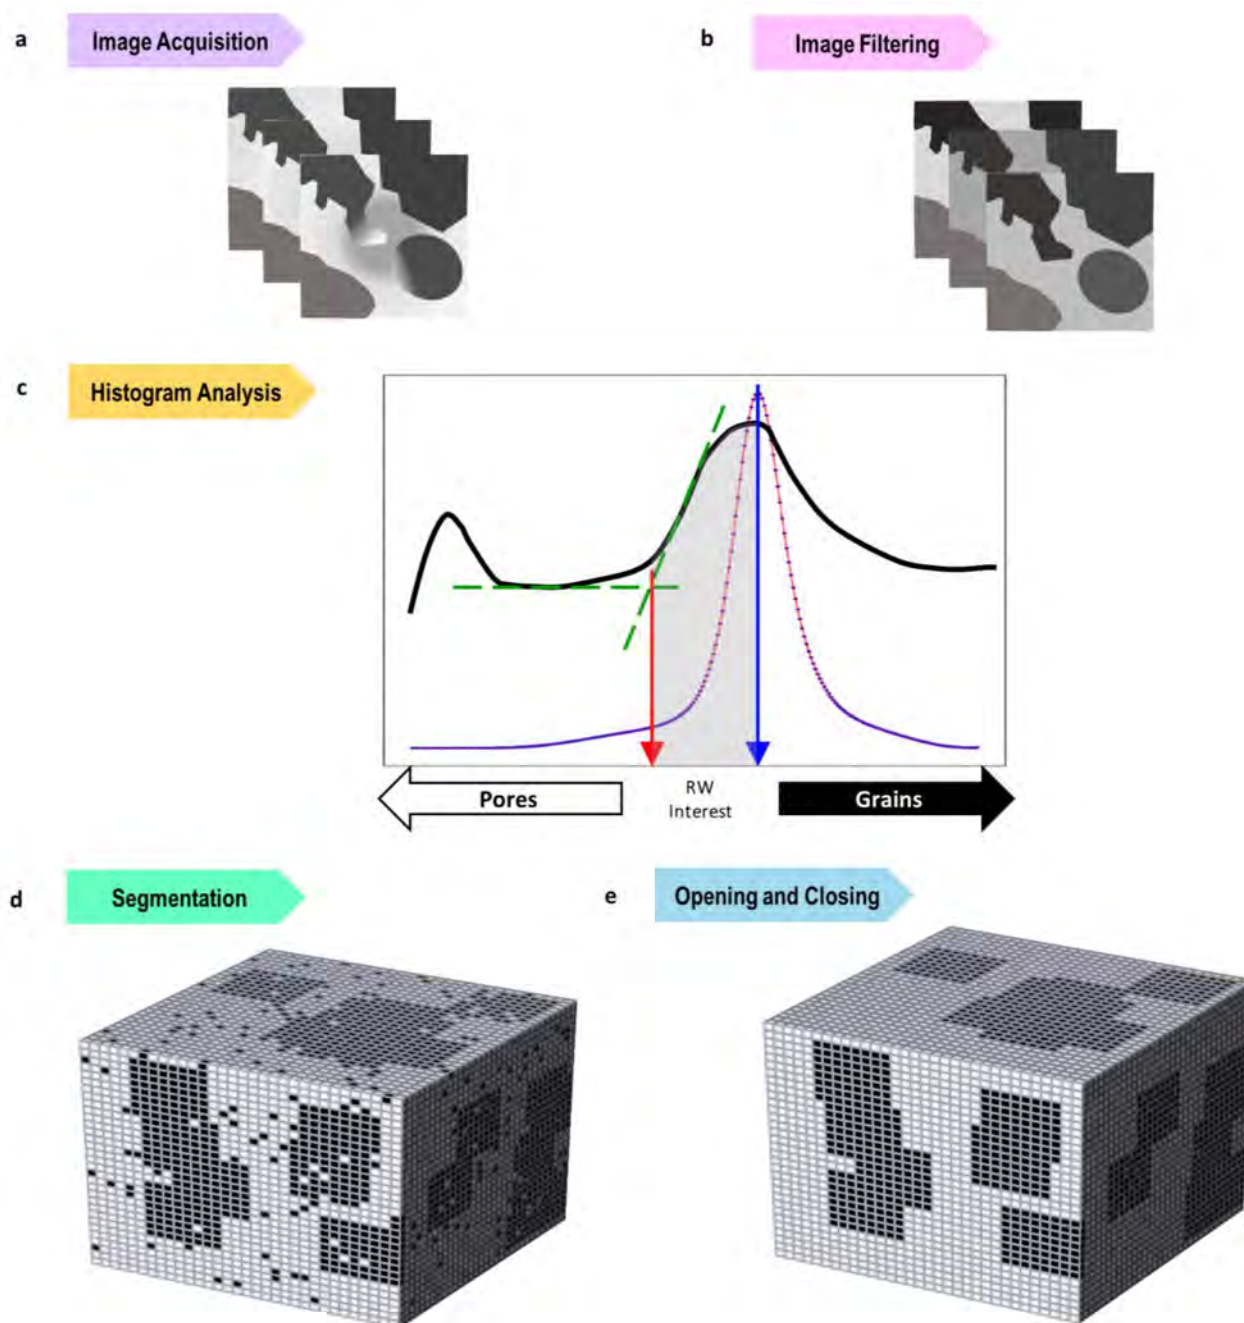 a
Image Acquisition
b
Image Filtering
c
Histogram Analysis
Pores
RW
Interest
Grains
d
Segmentation
e
Opening and Closing